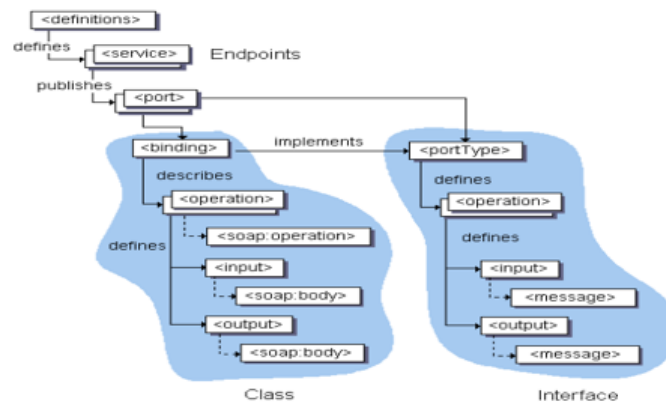 <definitions>
defines
<service> Endpoints
publishes
<port>
<binding> implements <portType>
describes defines
<operation> <operation>
<soap:operation>
defines defines
<input> <input>
<soap:body> <message>
<output> <output>
<soap:body> <message>
Class Interface